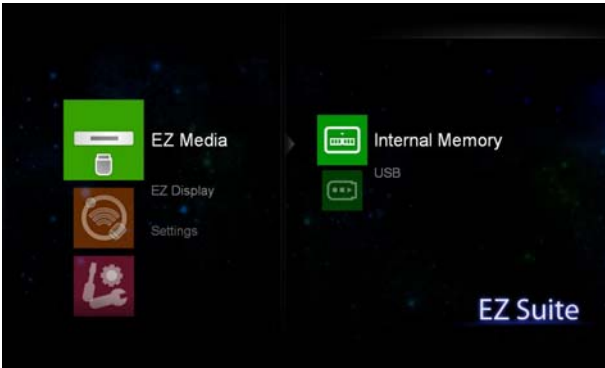 EZ Media
EZ Display
Settings
Internal Memory
USB
EZ Suite